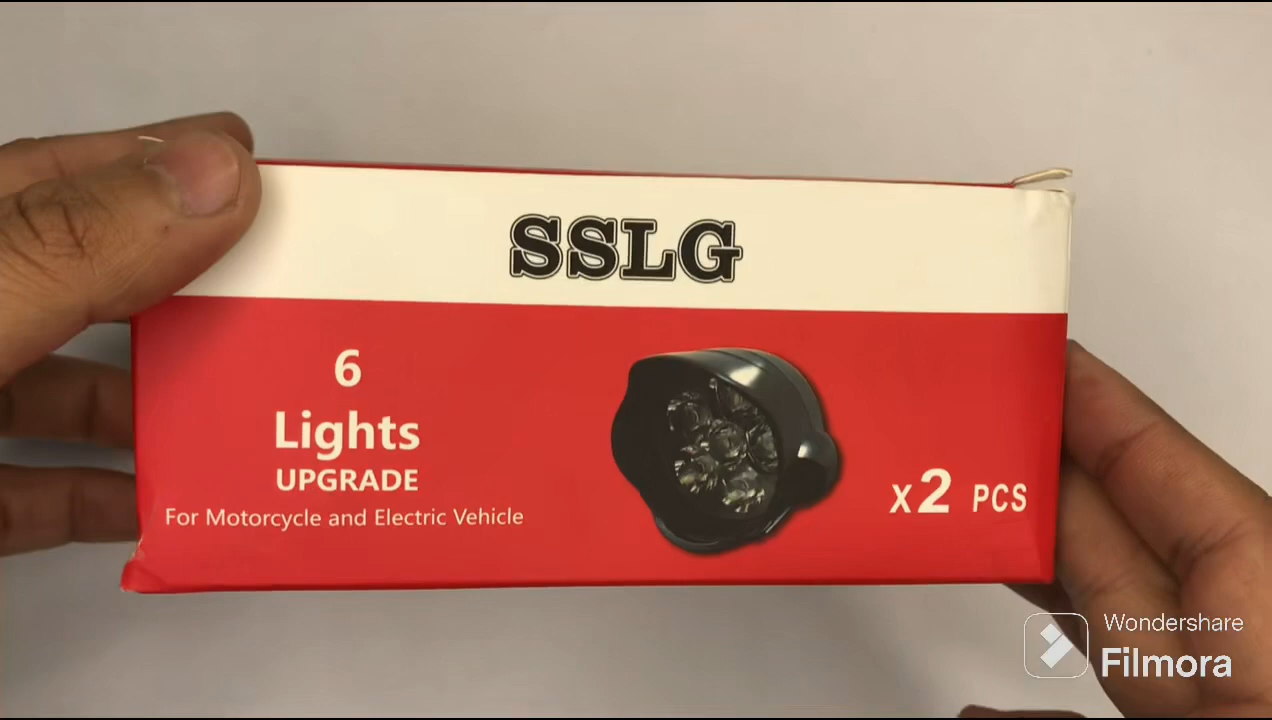 SSLG
6
Lights
UPGRADE
For Motorcycle and Electric Vehicle
x2 PCS
Wondershare
Filmora